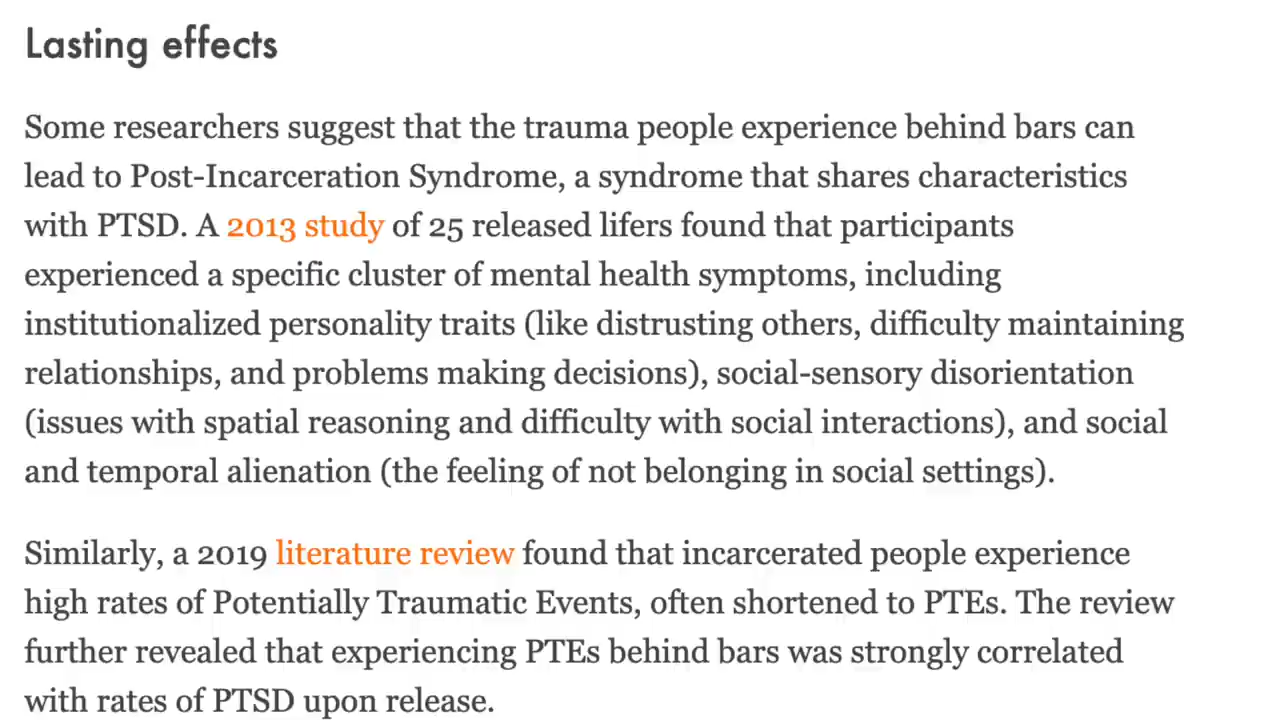 Lasting effects
Some researchers suggest that the trauma people experience behind bars can
lead to Post-Incarceration Syndrome, a syndrome that shares characteristics
with PTSD. A 2013 study of 25 released lifers found that participants
experienced a specific cluster of mental health symptoms, including
institutionalized personality traits (like distrusting others, difficulty maintaining
relationships, and problems making decisions), social-sensory disorientation
(issues with spatial reasoning and difficulty with social interactions), and social
and temporal alienation (the feeling of not belonging in social settings).
Similarly, a 2019 literature review found that incarcerated people experience
high rates of Potentially Traumatic Events, often shortened to PTEs. The review
further revealed that experiencing PTEs behind bars was strongly correlated
with rates of PTSD upon release.